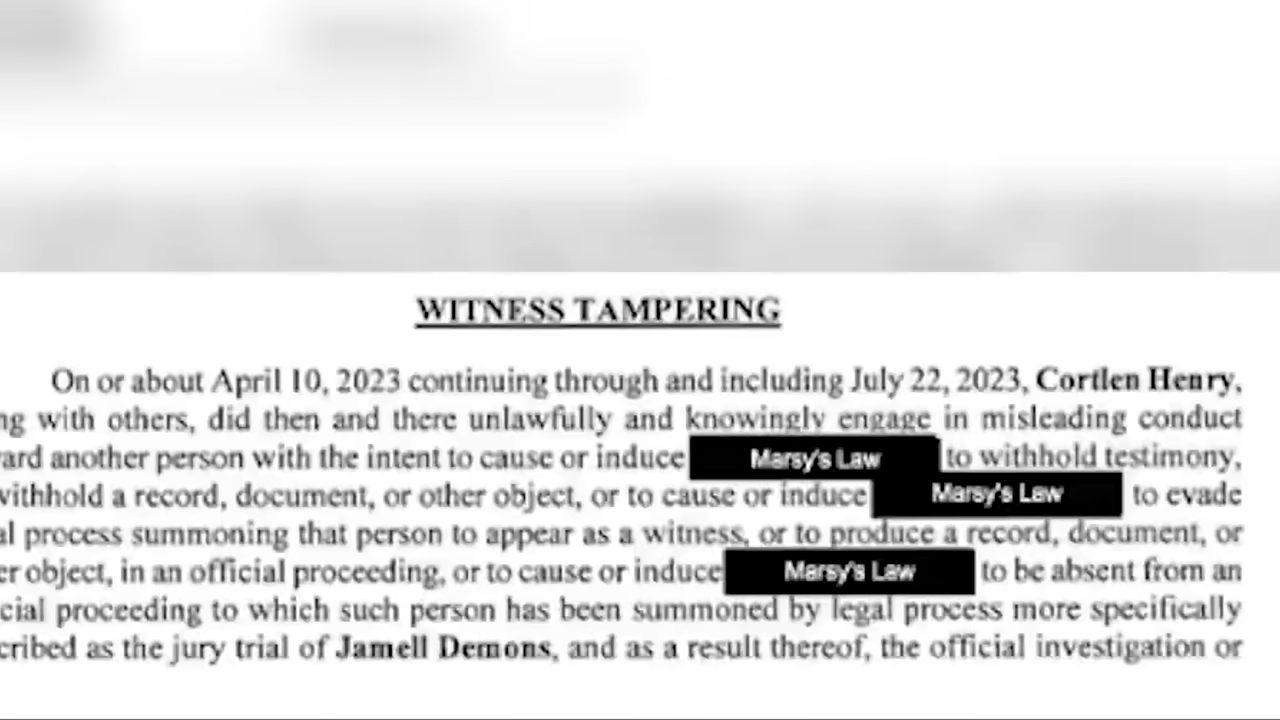 WITNESS TAMPERING
On or about April 10, 2023 continuing through and including July 22, 2023, Cortlen Henry,
ng with others, did then and there unlawfully and knowingly engage in misleading conduct
ard another person with the intent to cause or induce Marsy's Law to withhold testimony,
withhold a record, document, or other object, or to cause or induce Marsy's Law to evade
al process summoning that person to appear as a witness, or to produce a record, document, or
er object, in an official proceeding, or to cause or induce Marsy's Law to be absent from an
cial proceeding to which such person has been summoned by legal process more specifically
cribed as the jury trial of Jamell Demons, and as a result thereof, the official investigation or